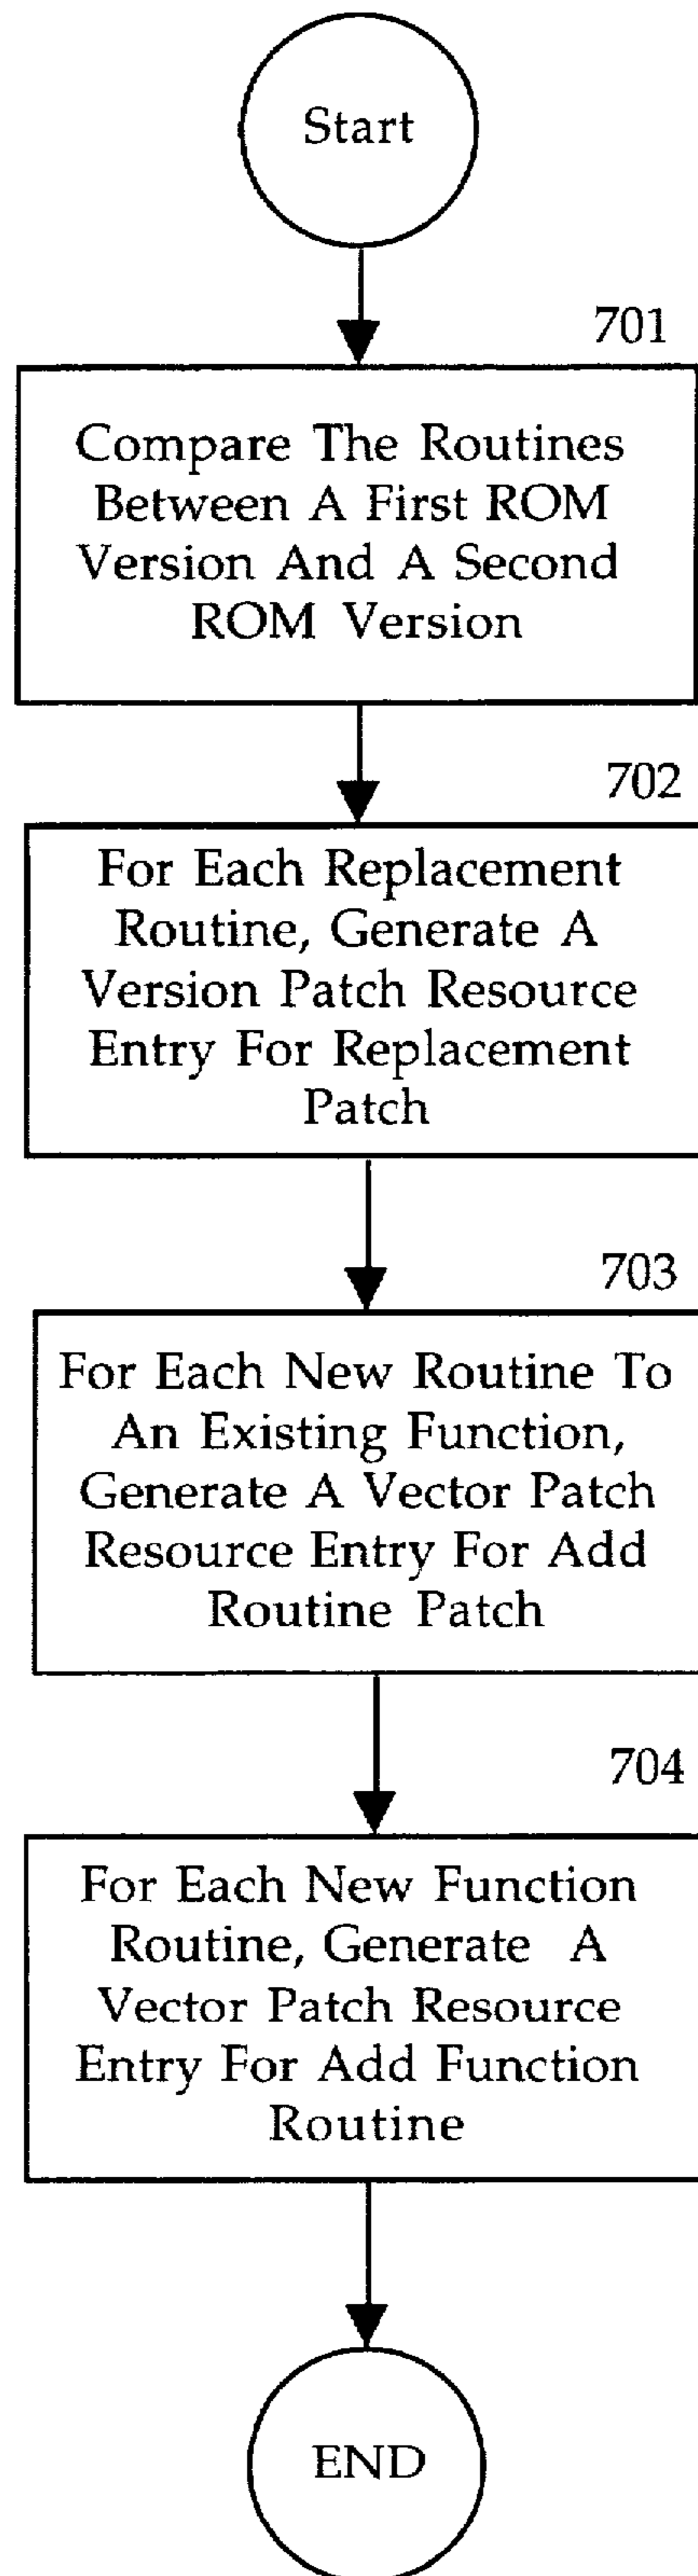 Start
701
Compare The Routines
Between A First ROM
Version And A Second
ROM Version
702
For Each Replacement
Routine, Generate A
Version Patch Resource
Entry For Replacement
Patch
703
For Each New Routine To
An Existing Function,
Generate A Vector Patch
Resource Entry For Add
Routine Patch
704
For Each New Function
Routine, Generate A
Vector Patch Resource
Entry For Add Function
Routine
END